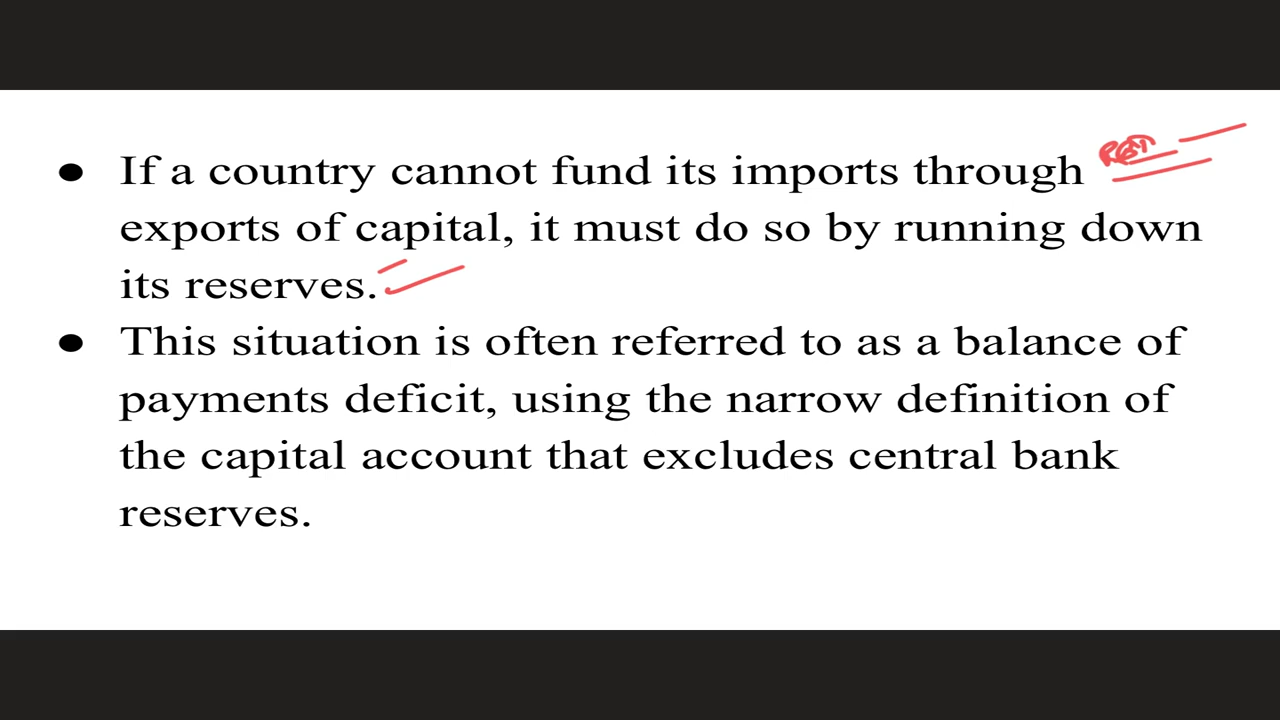 ● If a country cannot fund its imports through
exports of capital, it must do so by running down
its reserves.
● This situation is often referred to as a balance of
payments deficit, using the narrow definition of
the capital account that excludes central bank
reserves.